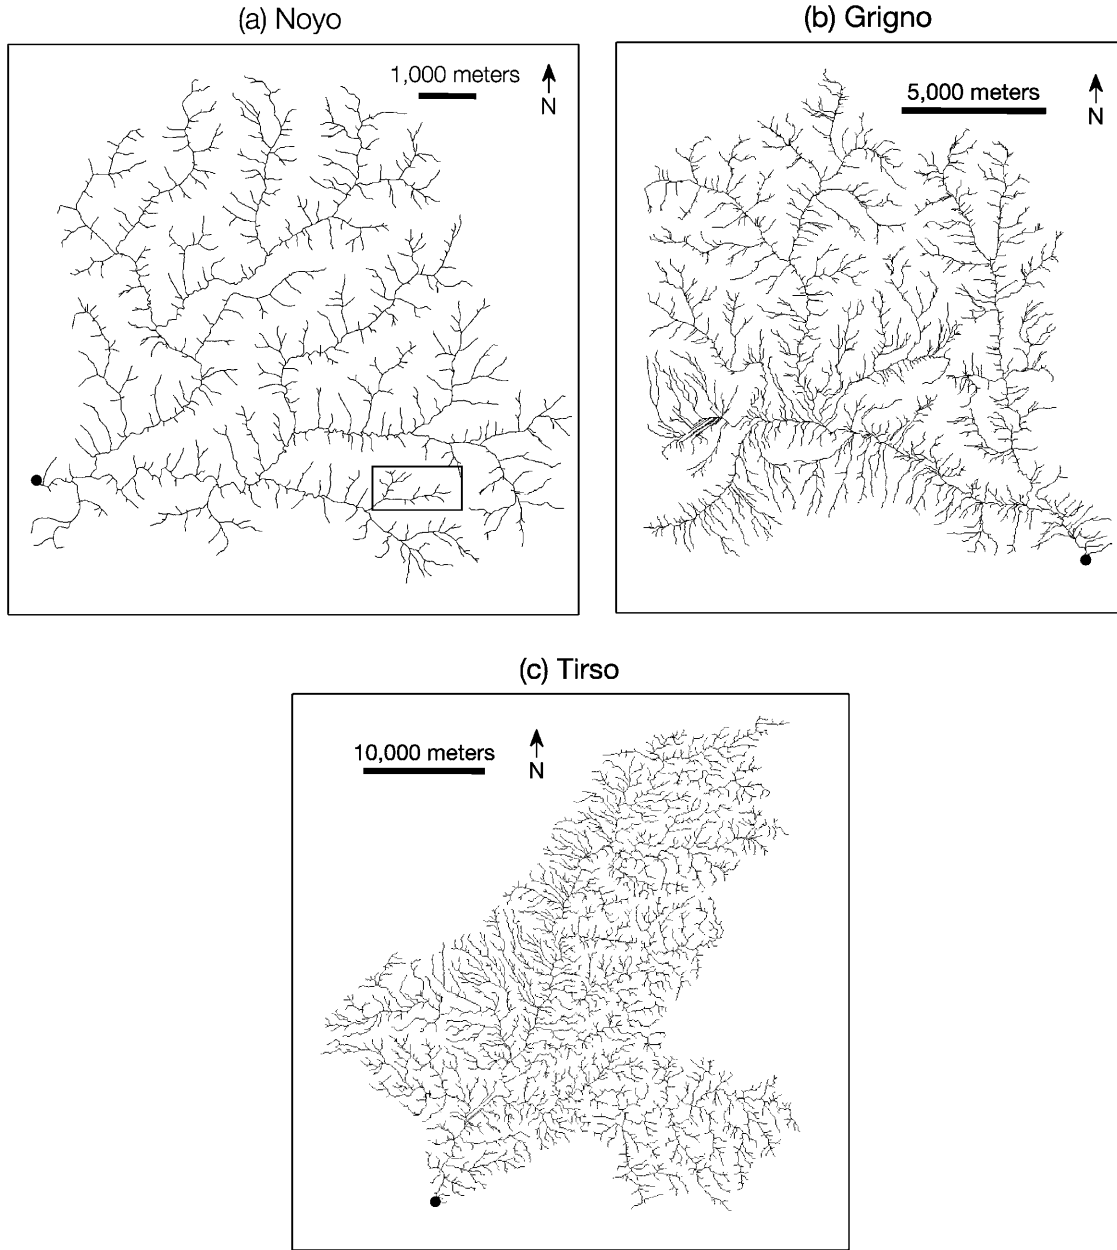 (a) Noyo
1,000 meters
N
(b) Grigno
5,000 meters
N
(c) Tirso
10,000 meters
N